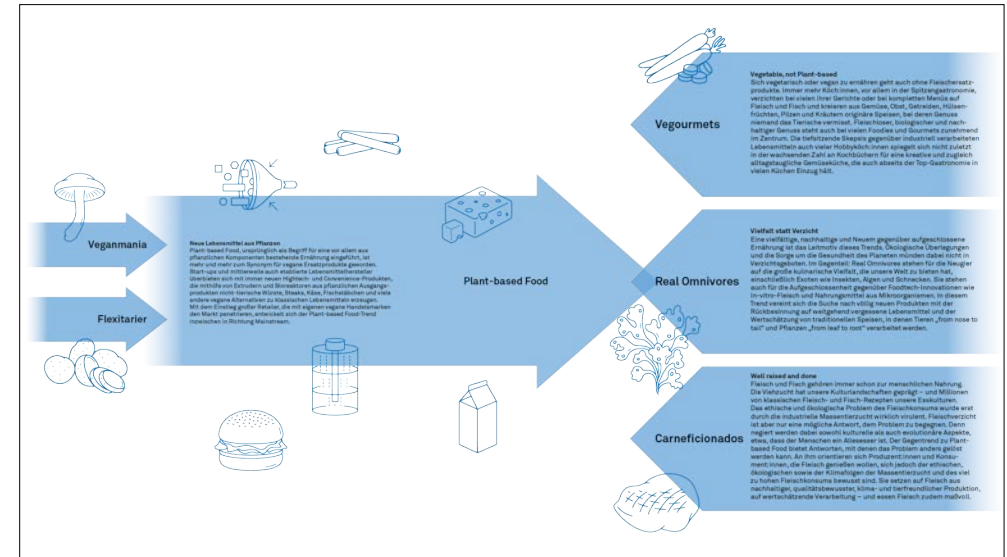 Veganmania
Flexitarier
Neue Lebensmittel aus Pflanzen
Plant-based Food, ursprünglich als Begriff für eine vor allem aus
pflanzlichen Komponenten bestehende Ernährung eingeführt, ist
mehr und mehr zum Synonym für vegane Ersatzprodukte geworden.
Start-ups und mittlerweile auch etablierte Lebensmittelhersteller
überbieten sich mit immer neuen Hightech- und Convenience-Produkten,
die mithilfe von Extrudern und Bioreaktoren aus pflanzlichen Ausgangs-
produkten nicht-tierische Würste, Steaks, Käse, Fischstäbchen und viele
andere vegane Alternativen zu klassischen Lebensmitteln erzeugen.
Mit dem Einstieg großer Retailer, die mit eigenen vegane Handelsmarken
den Markt penetrieren, entwickelt sich der Plant-based Food-Trend
inzwischen in Richtung Mainstream.
Plant-based Food
Vegourmets
Vegetable, not Plant-based
Sich vegetarisch oder vegan zu ernähren geht auch ohne Fleischersatz-
produkte. Immer mehr Köch:innen, vor allem in der Spitzengastronomie,
verzichten bei vielen ihrer Gerichte oder bei kompletten Menüs auf
Fleisch und Fisch und kreieren aus Gemüse, Obst, Getreiden, Hülsen-
früchten, Pilzen und Kräutern originäre Speisen, bei deren Genuss
niemand das Tierische vermisst. Fleischloser, biologischer und nach-
haltiger Genuss steht auch bei vielen Foodies und Gourmets zunehmend
im Zentrum. Die tiefsitzende Skepsis gegenüber industriell verarbeiteten
Lebensmitteln auch vieler Hobbyköch:innen spiegelt sich nicht zuletzt
in der wachsenden Zahl an Kochbüchern für eine kreative und zugleich
alltagstaugliche Gemüseküche, die auch abseits der Top-Gastronomie in
vielen Küchen Einzug hält.
Real Omnivores
Vielfalt statt Verzicht
Eine vielfältige, nachhaltige und Neuem gegenüber aufgeschlossene
Ernährung ist das Leitmotiv dieses Trends. Ökologische Überlegungen
und die Sorge um die Gesundheit des Planeten münden dabei nicht in
Verzichtsgeboten. Im Gegenteil: Real Omnivores stehen für die Neugier
auf die große kulinarische Vielfalt, die unsere Welt zu bieten hat,
einschließlich Exoten wie Insekten, Algen und Schnecken. Sie stehen
auch für die Aufgeschlossenheit gegenüber Foodtech-Innovationen wie
In-vitro-Fleisch und Nahrungsmittel aus Mikroorganismen. In diesem
Trend vereint sich die Suche nach völlig neuen Produkten mit der
Rückbesinnung auf weitgehend vergessene Lebensmittel und der
Wertschätzung von traditionellen Speisen, in denen Tieren „from nose to
tail“ und Pflanzen „from leaf to root“ verarbeitet werden.
Carneficionados
Well raised and done
Fleisch und Fisch gehören immer schon zur menschlichen Nahrung.
Die Viehzucht hat unsere Kulturlandschaften geprägt – und Millionen
von klassischen Fleisch- und Fisch-Rezepten unsere Esskulturen.
Das ethische und ökologische Problem des Fleischkonsums wurde erst
durch die industrielle Massentierzucht wirklich virulent. Fleischverzicht
ist aber nur eine mögliche Antwort, dem Problem zu begegnen. Denn
negiert werden dabei sowohl kulturelle als auch evolutionäre Aspekte,
etwa, dass der Menschen ein Allesesser ist. Der Gegentrend zu Plant-
based Food bietet Antworten, mit denen das Problem anders gelöst
werden kann. An ihm orientieren sich Produzent:innen und Konsu-
ment:innen, die Fleisch genießen wollen, sich jedoch der ethischen,
ökologischen sowie der Klimafolgen der Massentierzucht und des viel
zu hohen Fleischkonsums bewusst sind. Sie setzen auf Fleisch aus
nachhaltiger, qualitätsbewusster, klima- und tierfreundlicher Produktion,
auf wertschätzende Verarbeitung – und essen Fleisch zudem maßvoll.